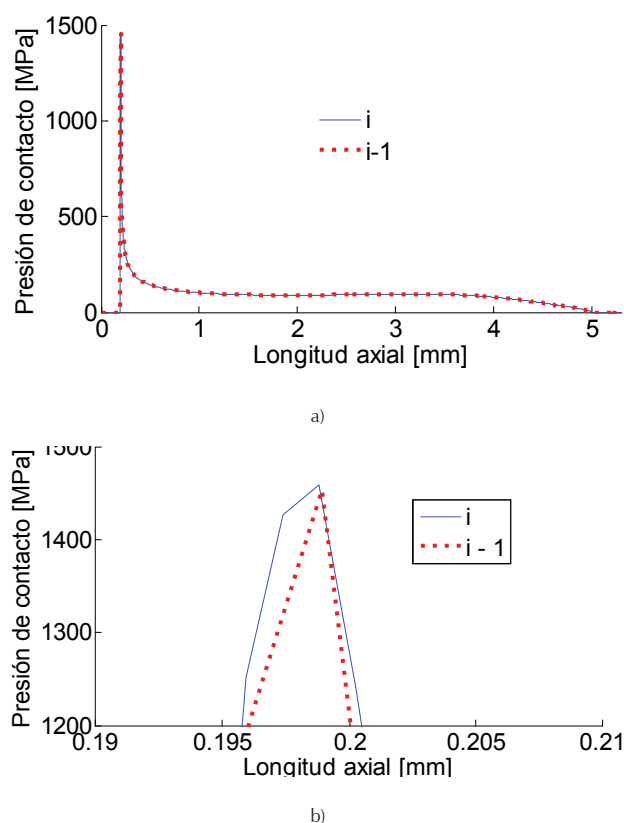 1500
1000
500
0
Presión de contacto [MPa]
i
i-1
0 1 2 3 4 5
Longitud axial [mm]
a)
1500
1400
1300
1200
Presión de contacto [MPa]
i
i - 1
0.19 0.195 0.2 0.205 0.21
Longitud axial [mm]
b)